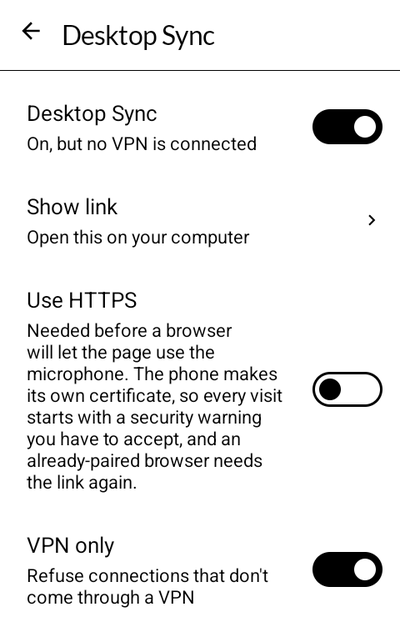 Desktop Sync
Desktop Sync
On, but no VPN is connected
Show link
Open this on your computer
Use HTTPS
Needed before a browser
will let the page use the
microphone. The phone makes
its own certificate, so every visit
starts with a security warning
you have to accept, and an
already-paired browser needs
the link again.
VPN only
Refuse connections that don't
come through a VPN